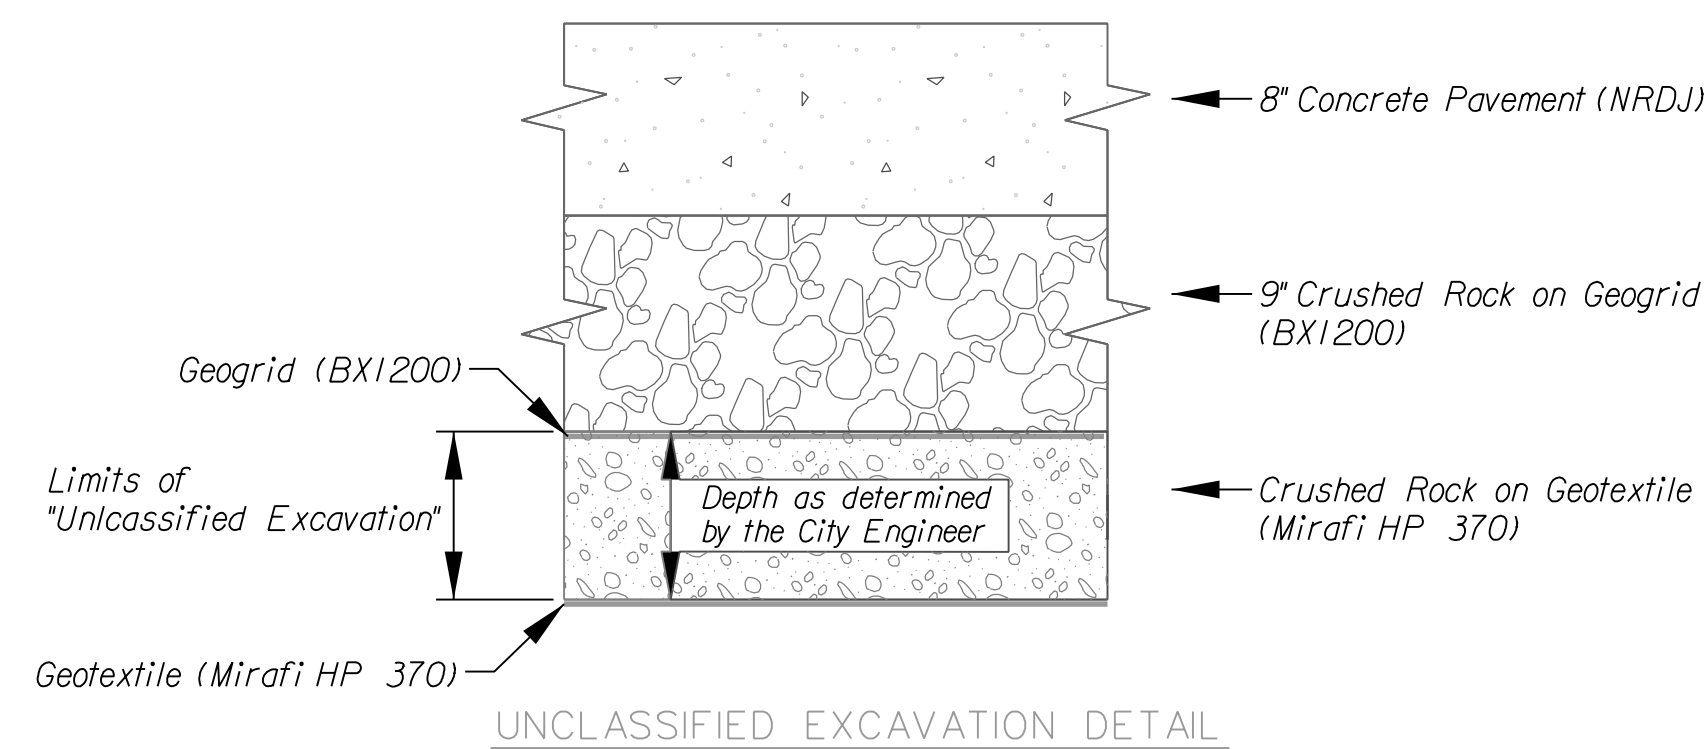 8" Concrete Pavement (NRDJ)
9" Crushed Rock on Geogrid
(BX1200)
Geogrid (BX1200)
Limits of
"Unlcassified Excavation"
Depth as determined
by the City Engineer
Crushed Rock on Geotextile
(Mirafi HP 370)
Geotextile (Mirafi HP 370)
UNCLASSIFIED EXCAVATION DETAIL